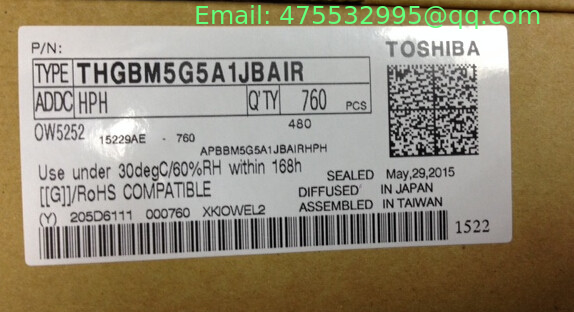 Email: 475532995@qq.com
P/N:
TOSHIBA
TYPE THGBM5G5A1JBAIR
ADDC HPH Q'TY 760 PCS
OW5252 15229AE - 760 480
APBBM5G5A1JBAIRHPH
Use under 30degC/60%RH within 168h
SEALED May,29,2015
[[G]]/RoHS COMPATIBLE
DIFFUSED IN JAPAN
(Y) 205D6111 000760 XKIOWEL2
ASSEMBLED IN TAIWAN
1522